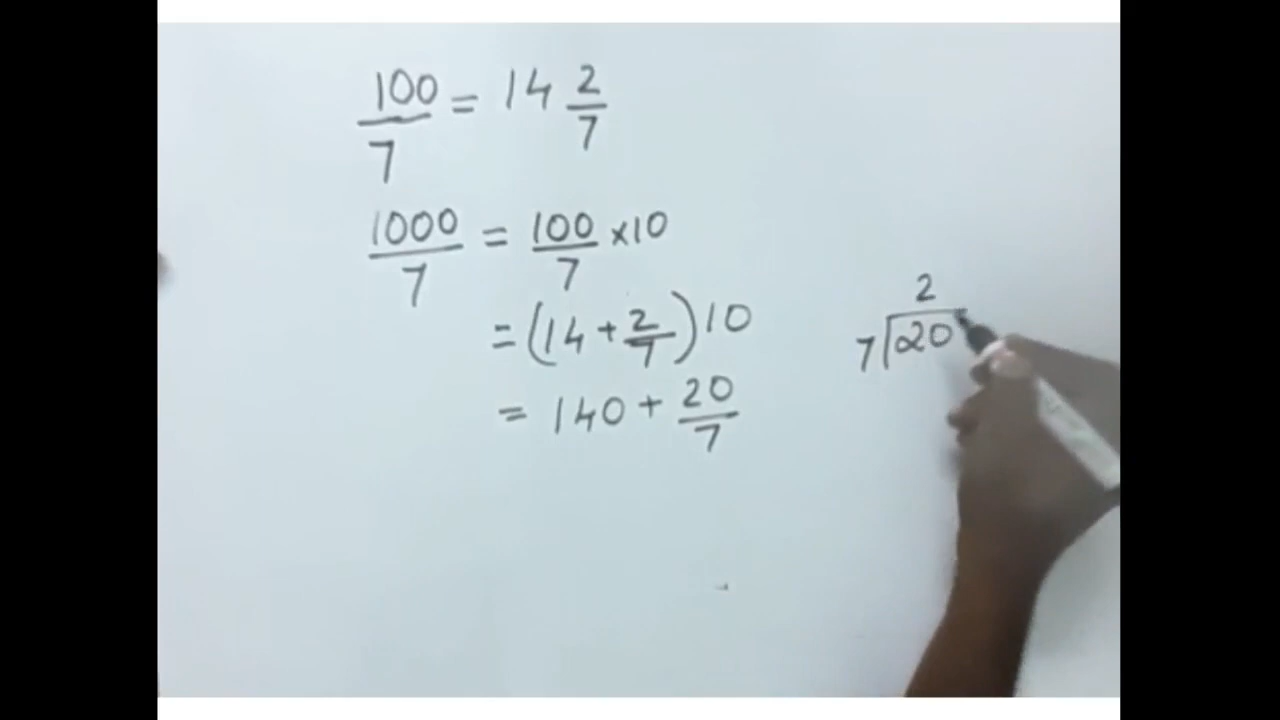 100/7 = 14 2/7
1000/7 = 100/7 ×10
= (14 + 2/7) 10
= 140 + 20/7
2
7 20